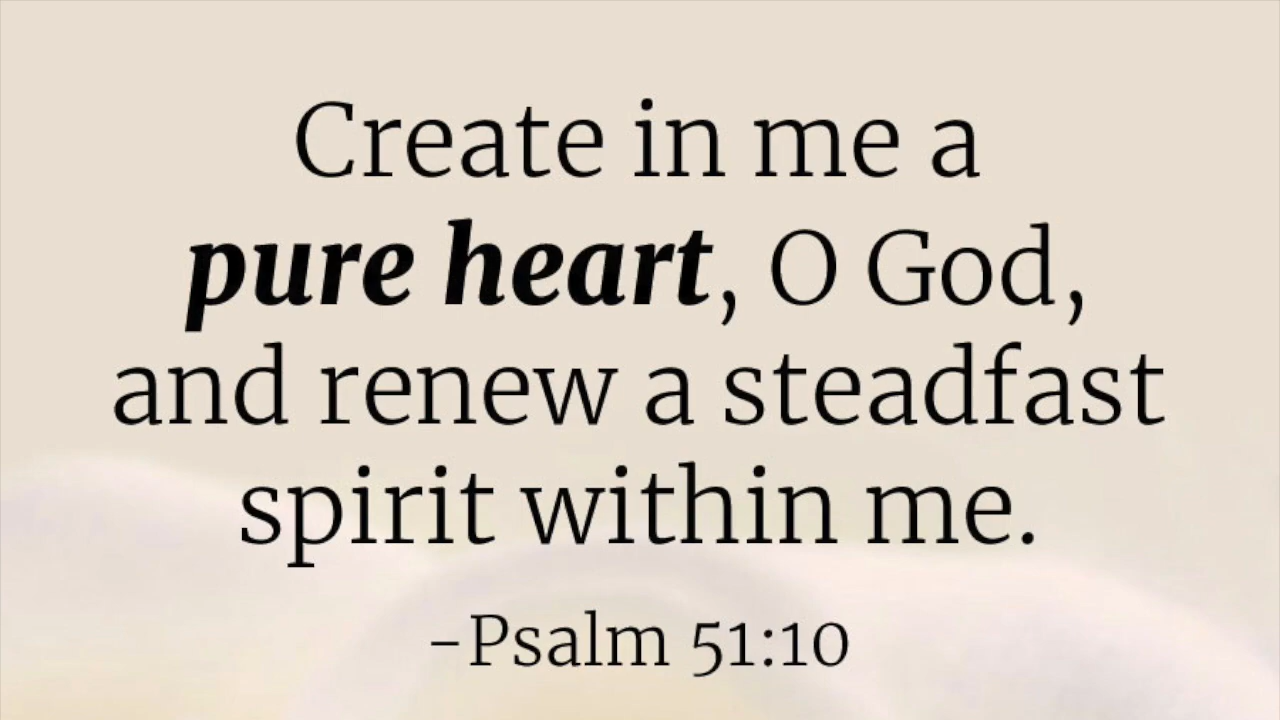 Create in me a
pure heart, O God,
and renew a steadfast
spirit within me.
-Psalm 51:10